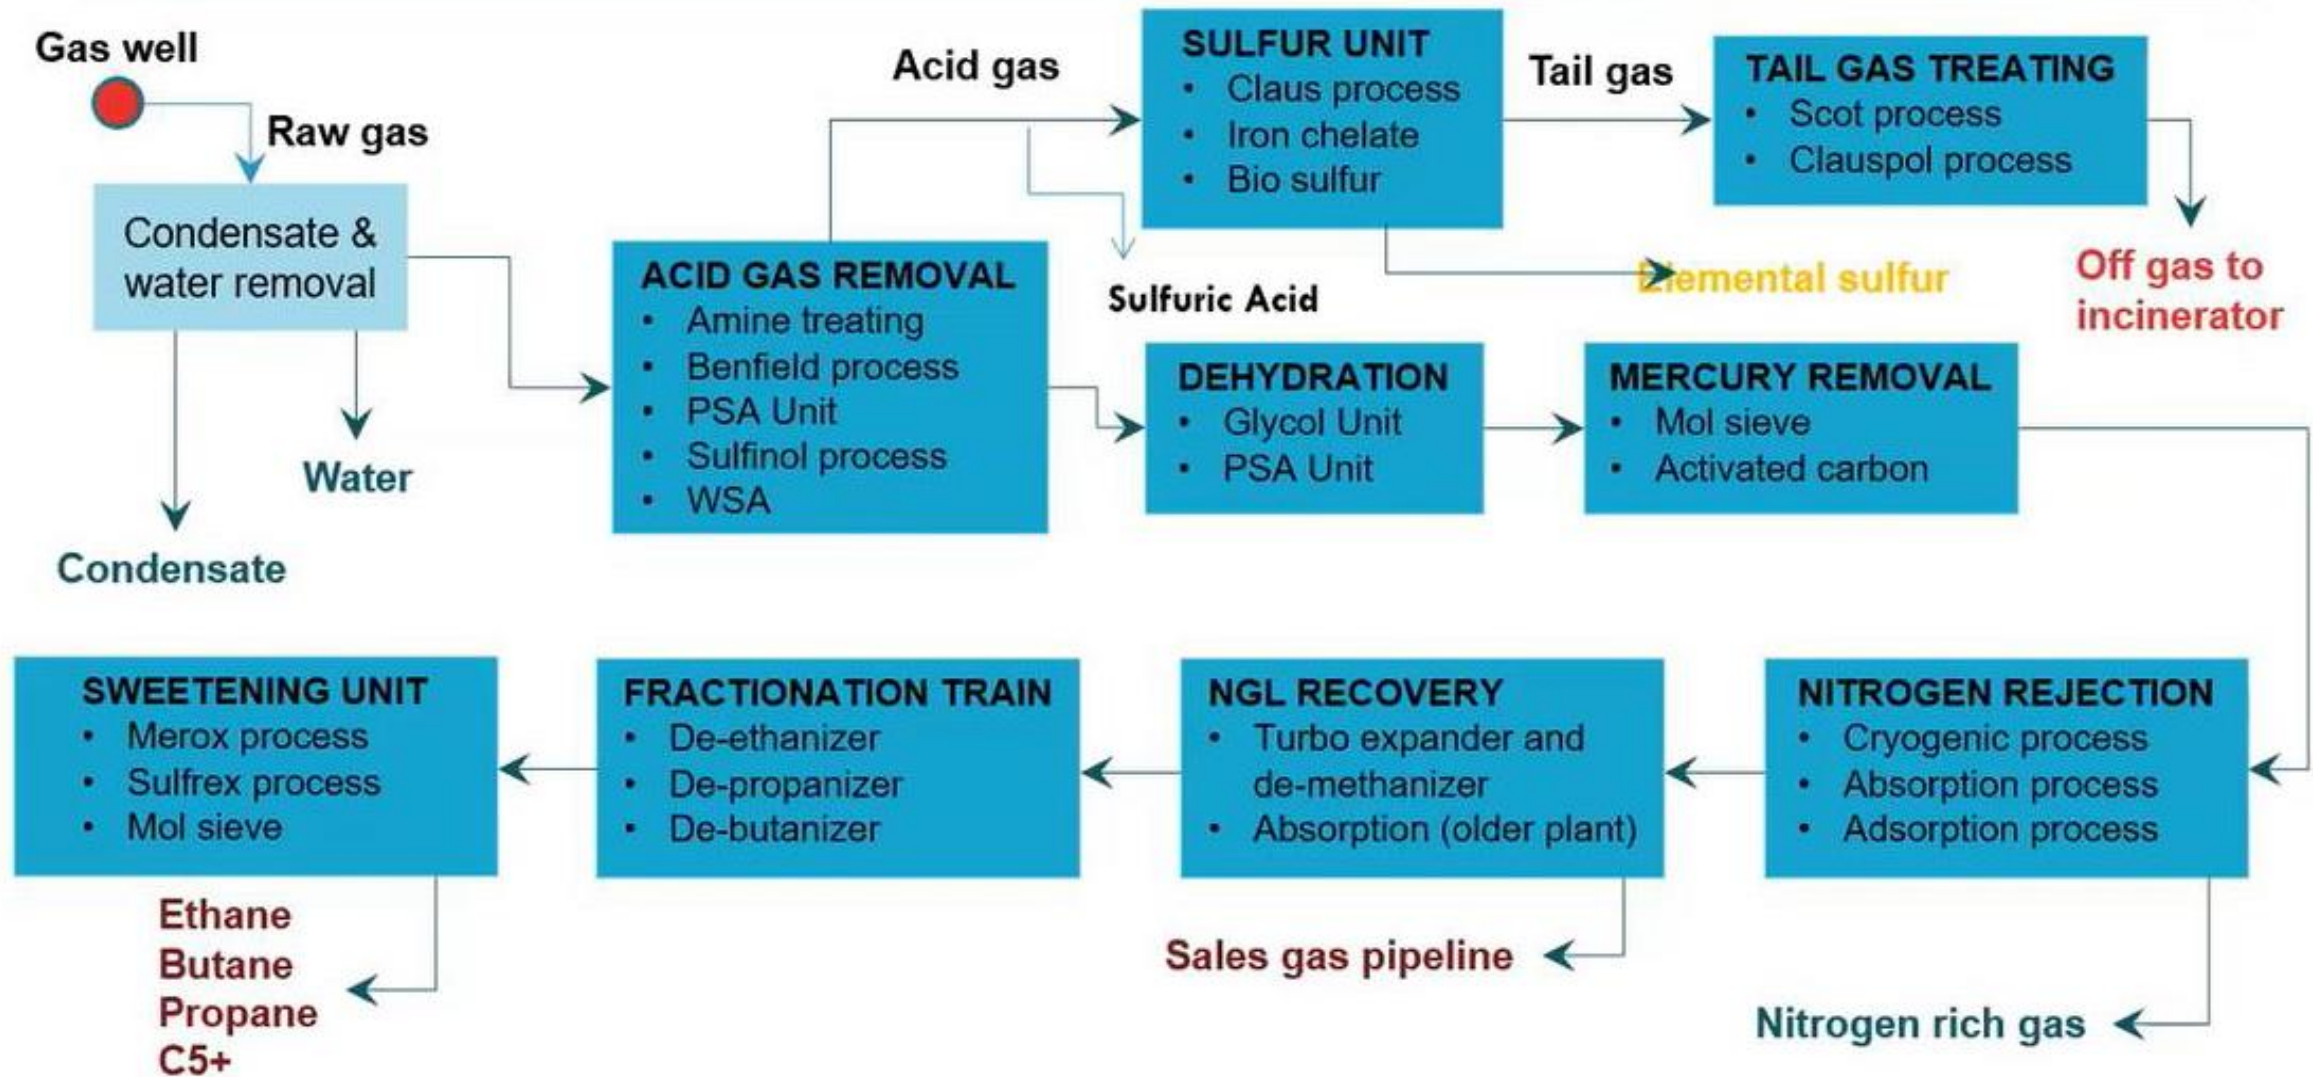 Gas well
Raw gas
Condensate &
water removal
Water
Condensate
ACID GAS REMOVAL
• Amine treating
• Benfield process
• PSA Unit
• Sulfinol process
• WSA
Acid gas
Sulfuric Acid
SULFUR UNIT
• Claus process
• Iron chelate
• Bio sulfur
Tail gas
Elemental sulfur
TAIL GAS TREATING
• Scot process
• Clauspol process
Off gas to
incinerator
DEHYDRATION
• Glycol Unit
• PSA Unit
MERCURY REMOVAL
• Mol sieve
• Activated carbon
NITROGEN REJECTION
• Cryogenic process
• Absorption process
• Adsorption process
Nitrogen rich gas
NGL RECOVERY
• Turbo expander and
de-methanizer
• Absorption (older plant)
Sales gas pipeline
FRACTIONATION TRAIN
• De-ethanizer
• De-propanizer
• De-butanizer
SWEETENING UNIT
• Merox process
• Sulfrex process
• Mol sieve
Ethane
Butane
Propane
C5+